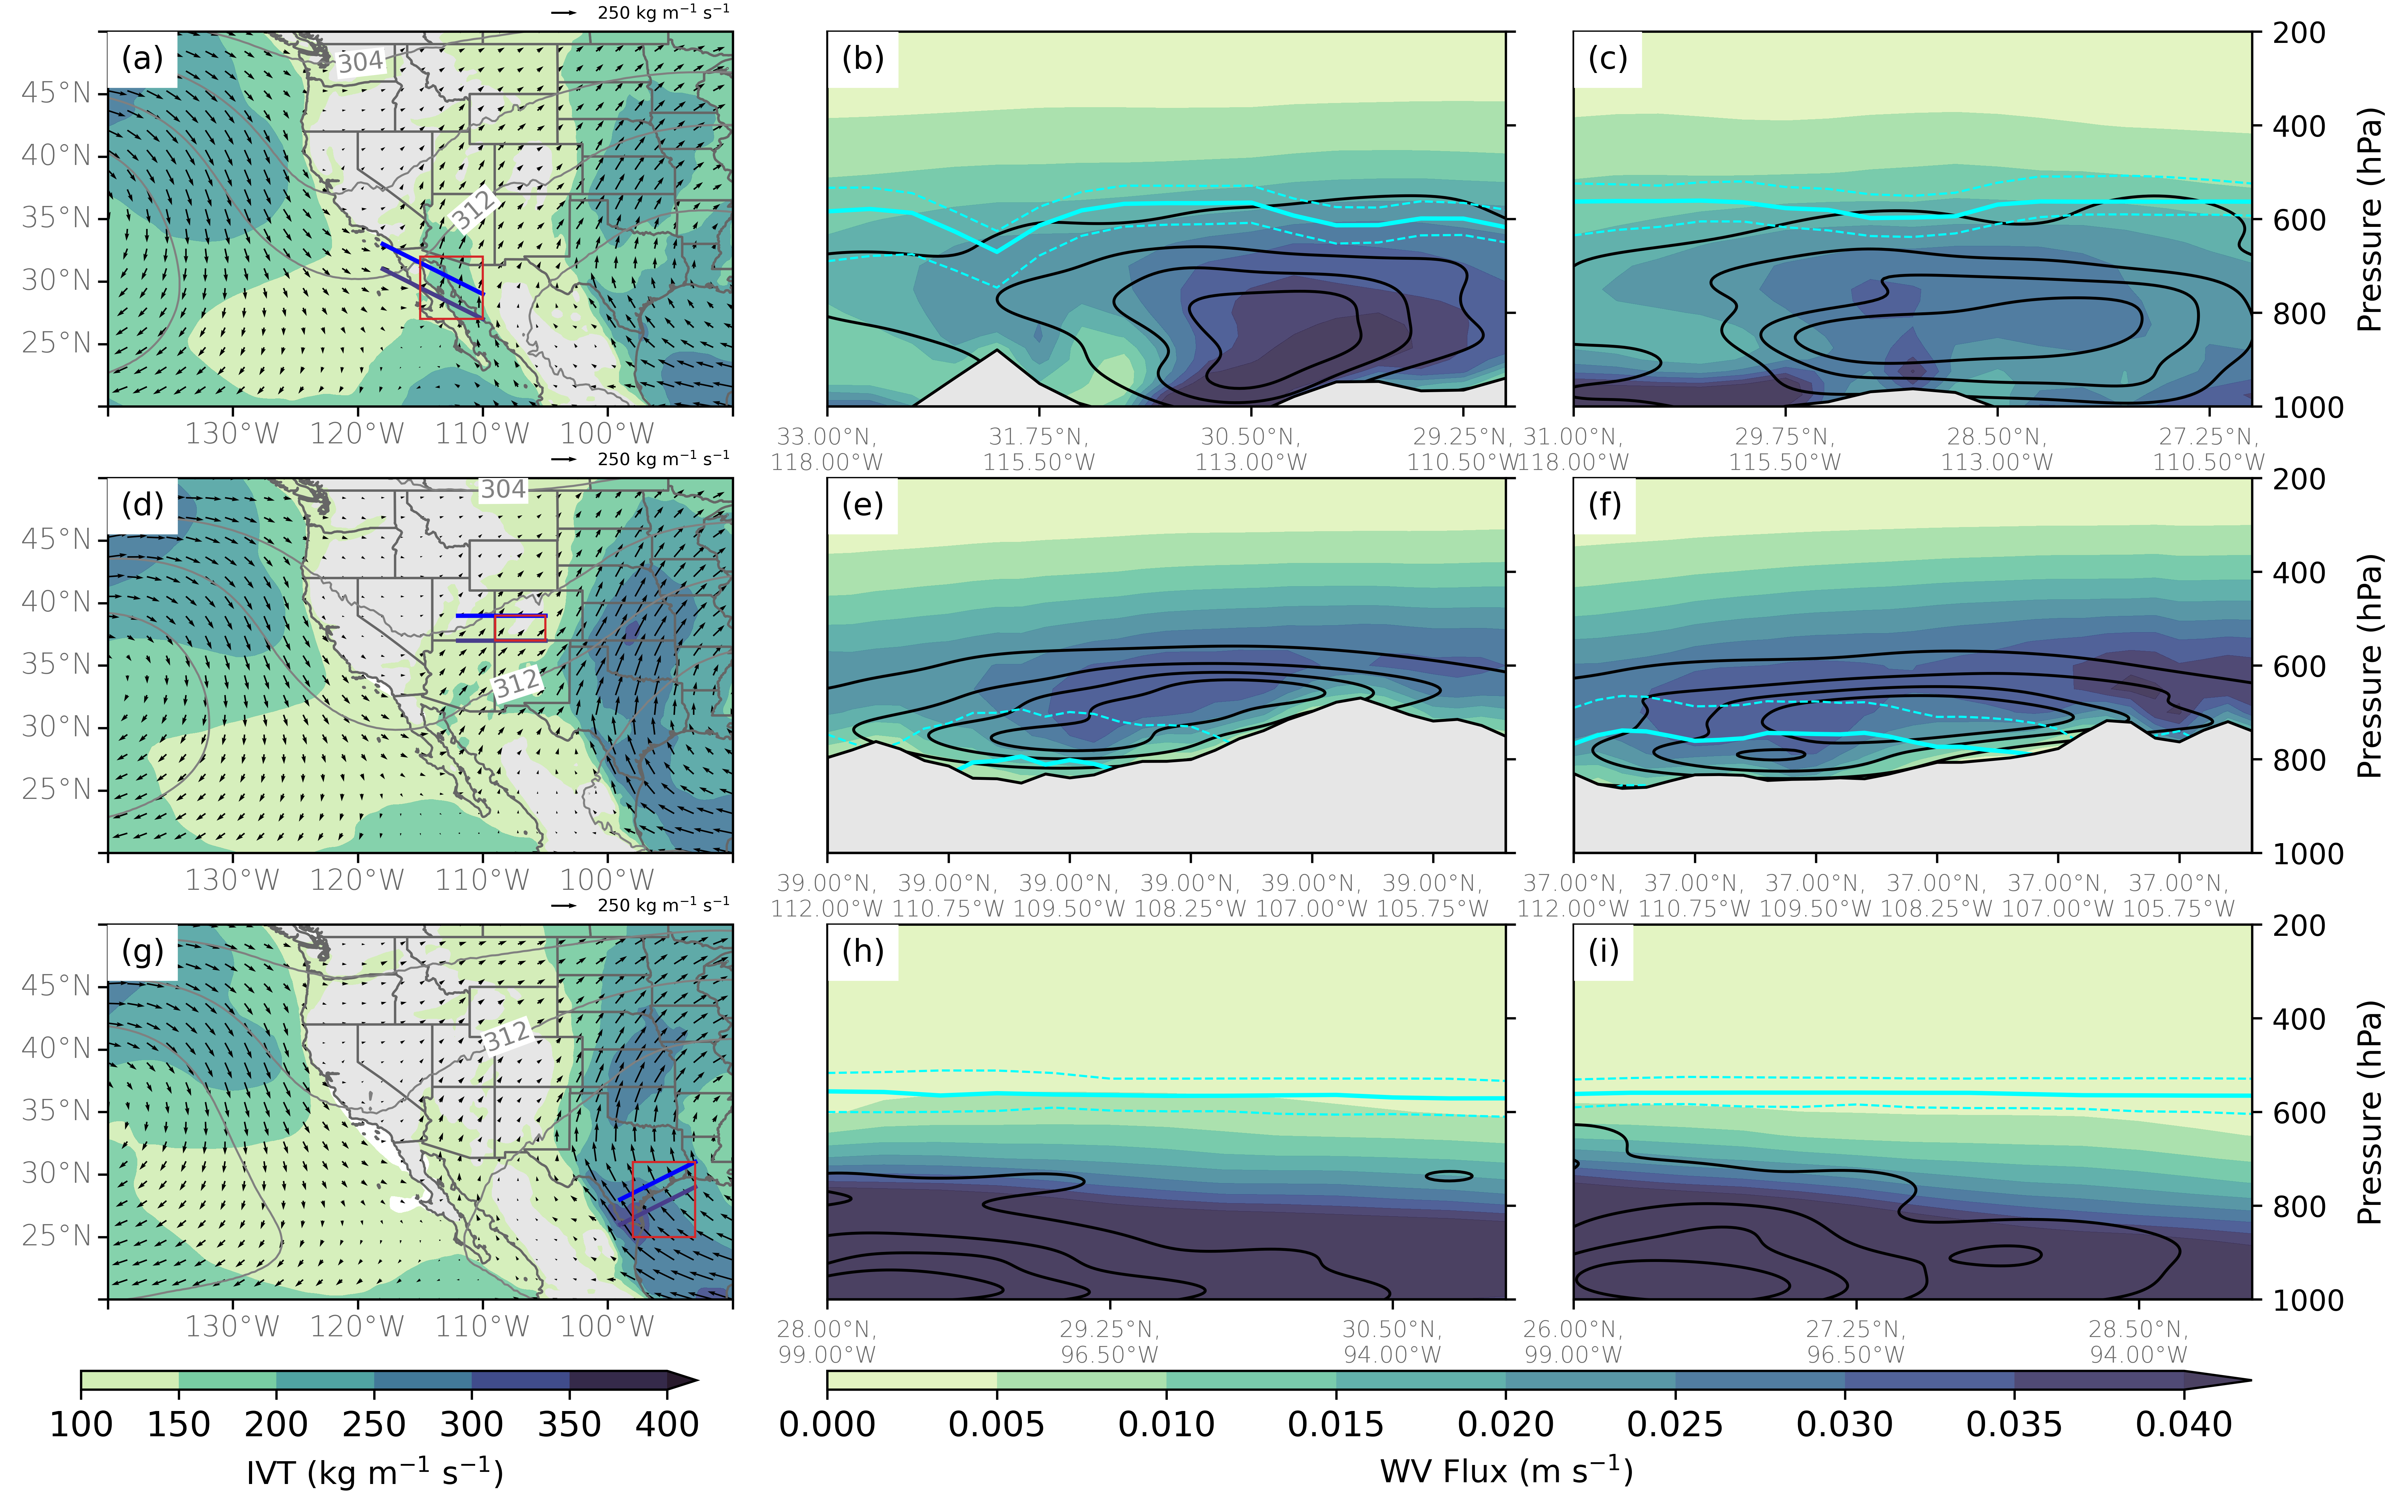 250 kg m⁻¹ s⁻¹
(a)
304
312
45°N
40°N
35°N
30°N
25°N
130°W 120°W 110°W 100°W
(b)
33.00°N, 31.75°N, 30.50°N, 29.25°N,
118.00°W 115.50°W 113.00°W 110.50°W
(c)
200
400
600
800
1000
Pressure (hPa)
31.00°N, 29.75°N, 28.50°N, 27.25°N,
118.00°W 115.50°W 113.00°W 110.50°W
250 kg m⁻¹ s⁻¹
(d)
304
312
45°N
40°N
35°N
30°N
25°N
130°W 120°W 110°W 100°W
(e)
39.00°N, 39.00°N, 39.00°N, 39.00°N, 39.00°N, 39.00°N,
112.00°W 110.75°W 109.50°W 108.25°W 107.00°W 105.75°W
(f)
200
400
600
800
1000
Pressure (hPa)
37.00°N, 37.00°N, 37.00°N, 37.00°N, 37.00°N, 37.00°N,
112.00°W 110.75°W 109.50°W 108.25°W 107.00°W 105.75°W
250 kg m⁻¹ s⁻¹
(g)
312
45°N
40°N
35°N
30°N
25°N
130°W 120°W 110°W 100°W
(h)
28.00°N, 29.25°N, 30.50°N,
99.00°W 96.50°W 94.00°W
(i)
200
400
600
800
1000
Pressure (hPa)
26.00°N, 27.25°N, 28.50°N,
99.00°W 96.50°W 94.00°W
100 150 200 250 300 350 400
IVT (kg m⁻¹ s⁻¹)
0.000 0.005 0.010 0.015 0.020 0.025 0.030 0.035 0.040
WV Flux (m s⁻¹)